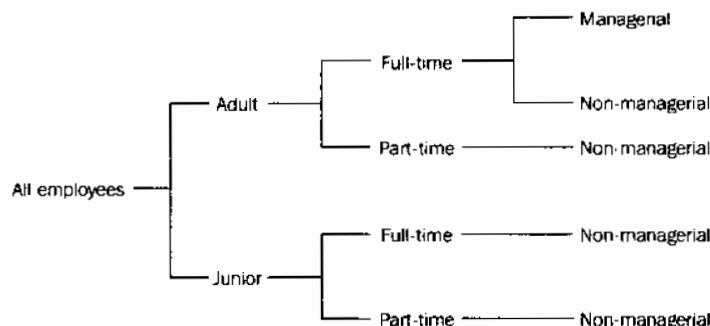 Managerial
Full-time
Adult
Non-managerial
Part-time
Non-managerial
All employees
Full-time
Non-managerial
Junior
Part-time
Non-managerial